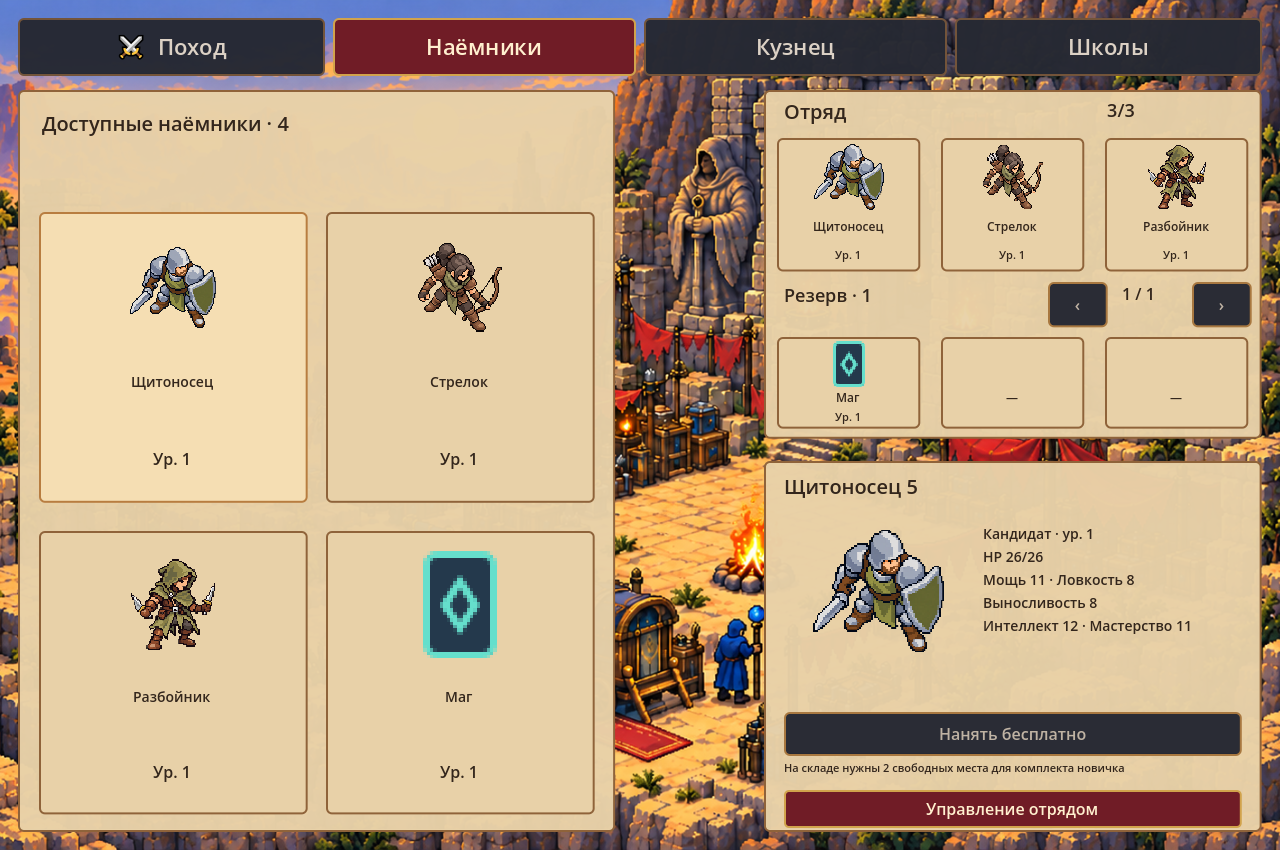 Поход
Наёмники
Кузнец
Школы
Доступные наёмники · 4
Щитоносец
Ур. 1
Стрелок
Ур. 1
Разбойник
Ур. 1
Маг
Ур. 1
Отряд
3/3
Щитоносец
Ур. 1
Стрелок
Ур. 1
Разбойник
Ур. 1
Резерв · 1
‹
1 / 1
›
Маг
Ур. 1
—
—
Щитоносец 5
Кандидат · ур. 1
HP 26/26
Мощь 11 · Ловкость 8
Выносливость 8
Интеллект 12 · Мастерство 11
Нанять бесплатно
На складе нужны 2 свободных места для комплекта новичка
Управление отрядом